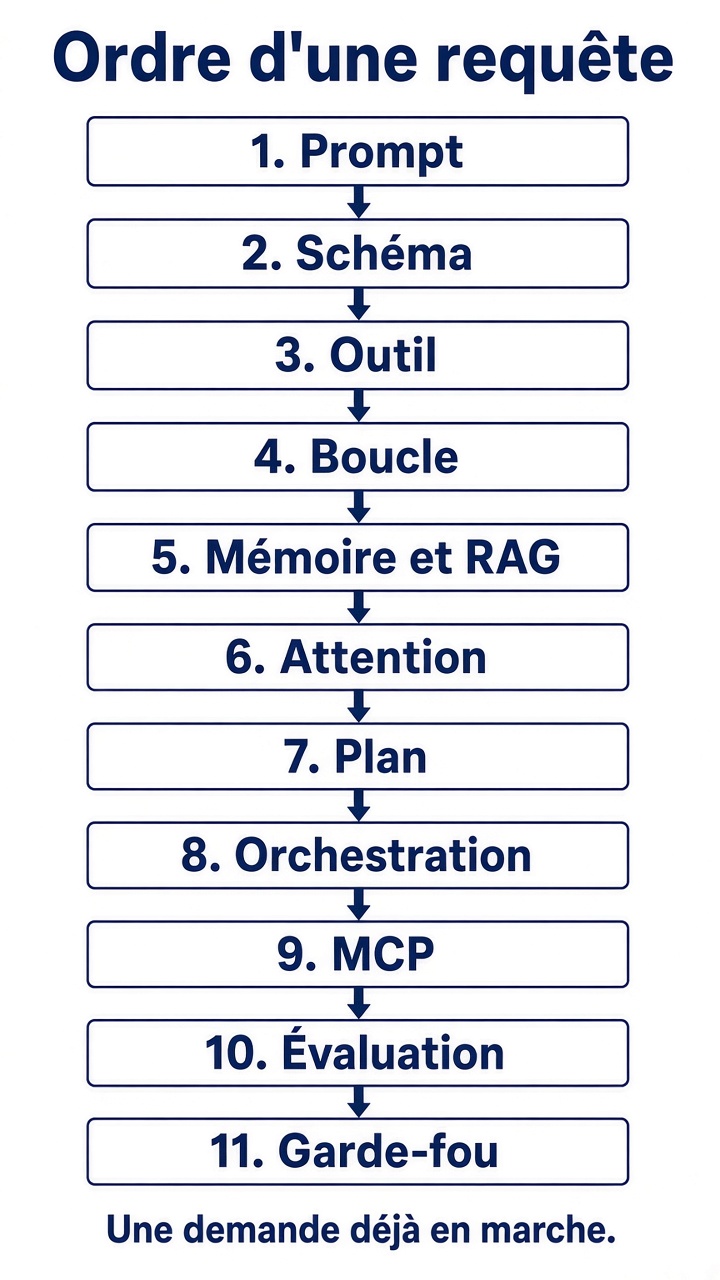 Ordre d'une requête
1. Prompt
2. Schéma
3. Outil
4. Boucle
5. Mémoire et RAG
6. Attention
7. Plan
8. Orchestration
9. MCP
10. Évaluation
11. Garde-fou
Une demande déjà en marche.